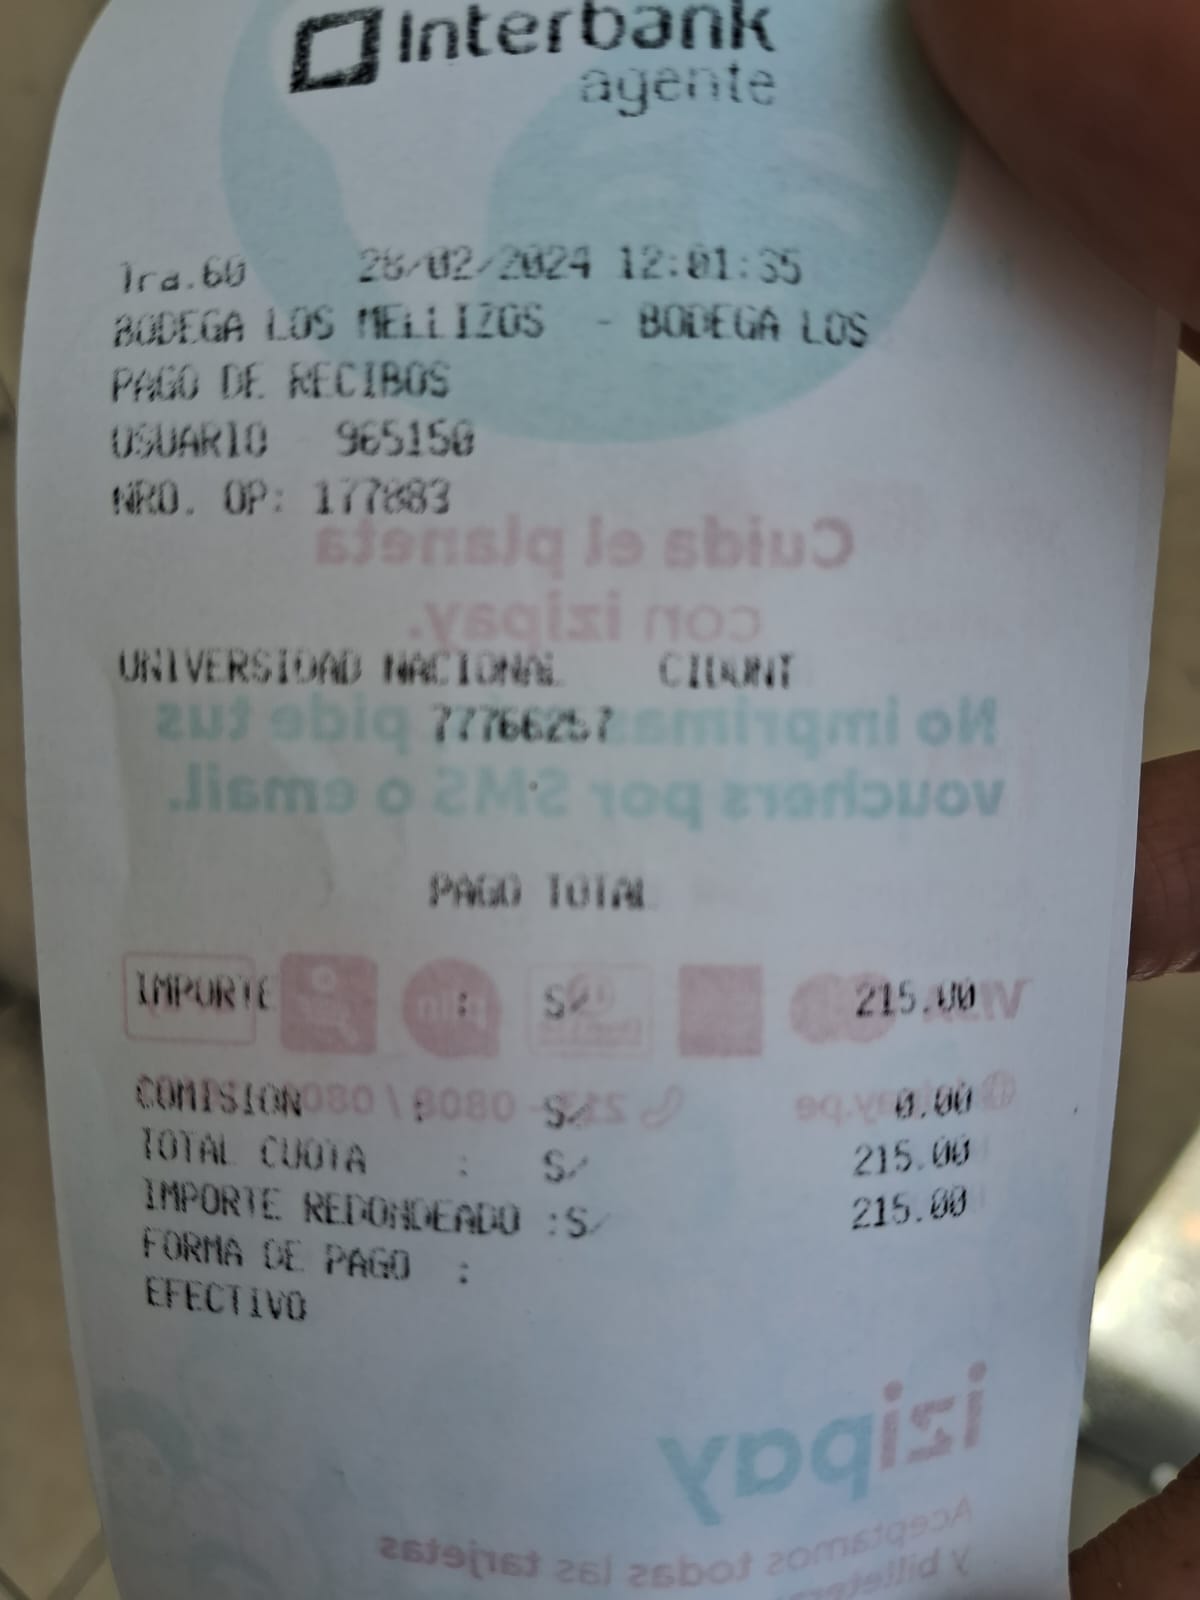 Interbank
agente
Tra.60 28/02/2024 12:01:35
BODEGA LOS MELLIZOS - BODEGA LOS
PAGO DE RECIBOS
USUARIO 965150
NRO. OP: 177883
Cuida el planeta
con izipay.
UNIVERSIDAD NACIONAL CIDUNT
No imprimas pide tus
77766257
vouchers por SMS o email.
PAGO TOTAL
IMPORTE : S/ 215.00
VISA
plin
COMISION : S/ 0.00
TOTAL CUOTA : S/ 215.00
IMPORTE REDONDEADO :S/ 215.00
FORMA DE PAGO :
EFECTIVO
izipay
Aceptamos todas las tarjetas